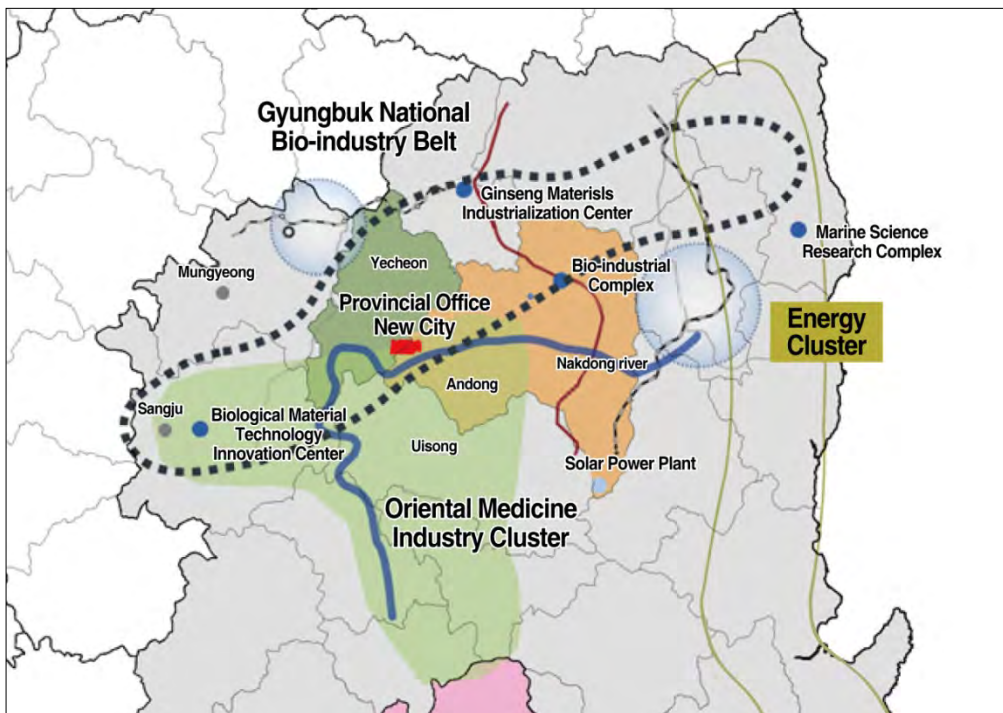 Gyungbuk National
Bio-industry Belt
Ginseng Materisls
Industrialization Center
Marine Science
Research Complex
Mungyeong
Yecheon
Bio-industrial
Complex
Provincial Office
New City
Energy
Cluster
Nakdong river
Andong
Sangju
Biological Material
Technology
Innovation Center
Uisong
Solar Power Plant
Oriental Medicine
Industry Cluster